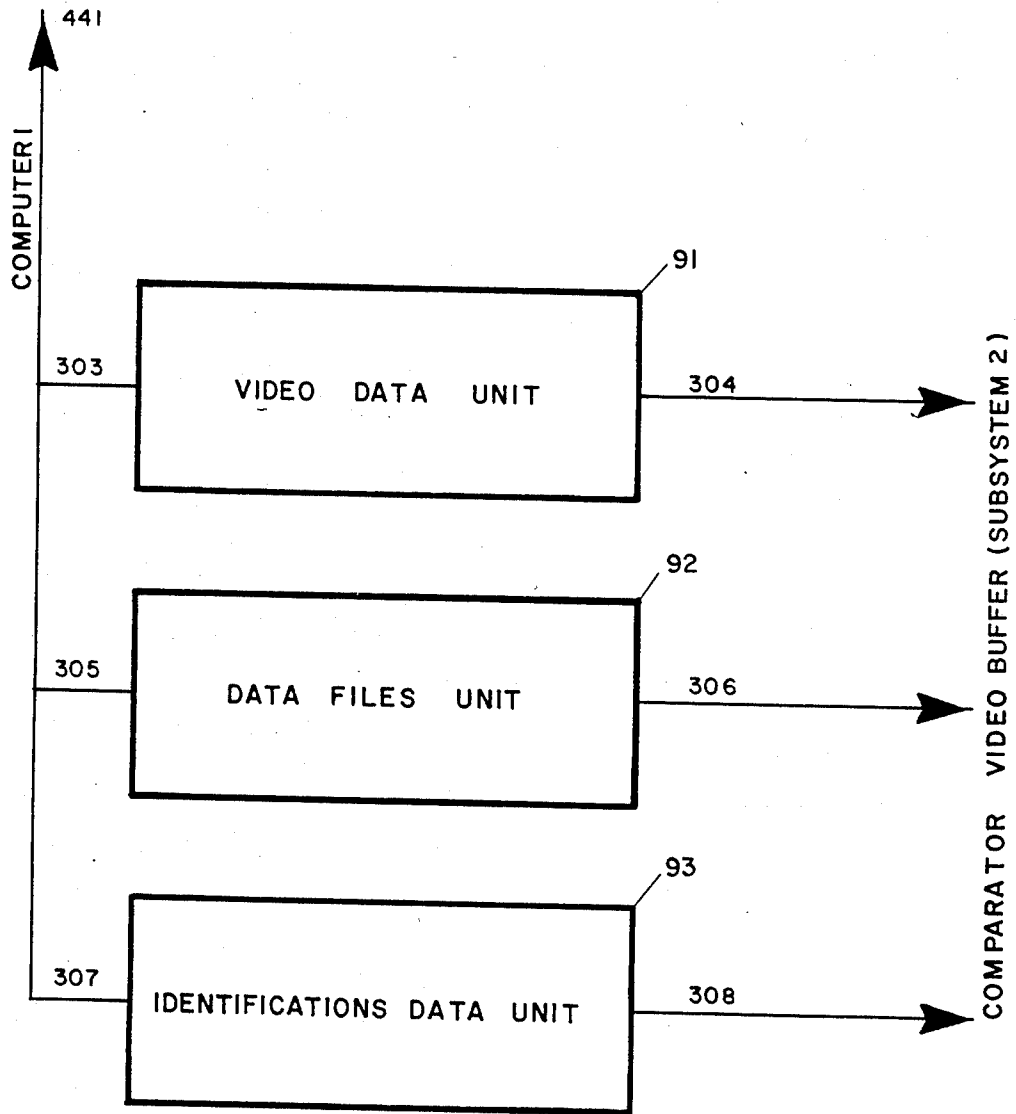 441
COMPUTER I
91
303
VIDEO DATA UNIT
304
92
305
DATA FILES UNIT
306
93
307
IDENTIFICATIONS DATA UNIT
308
COMPARATOR VIDEO BUFFER (SUBSYSTEM 2)